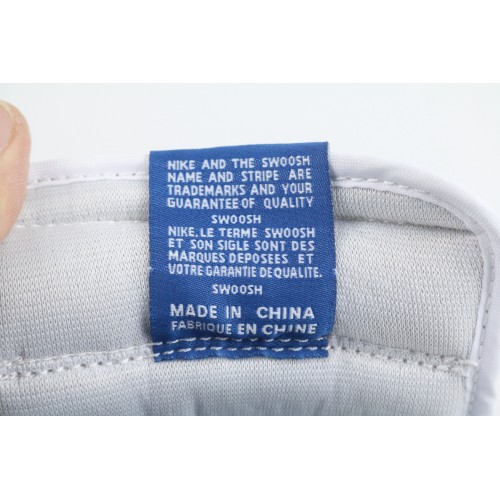 NIKE AND THE SWOOSH
NAME AND STRIPE ARE
TRADEMARKS AND YOUR
GUARANTEE OF QUALITY
SWOOSH
NIKE, LE TERME SWOOSH
ET SON SIGLE SONT DES
MARQUES DEPOSEES ET
VOTRE GARANTIE DE QUALITE.
SWOOSH
MADE IN CHINA
FABRIQUE EN CHINE